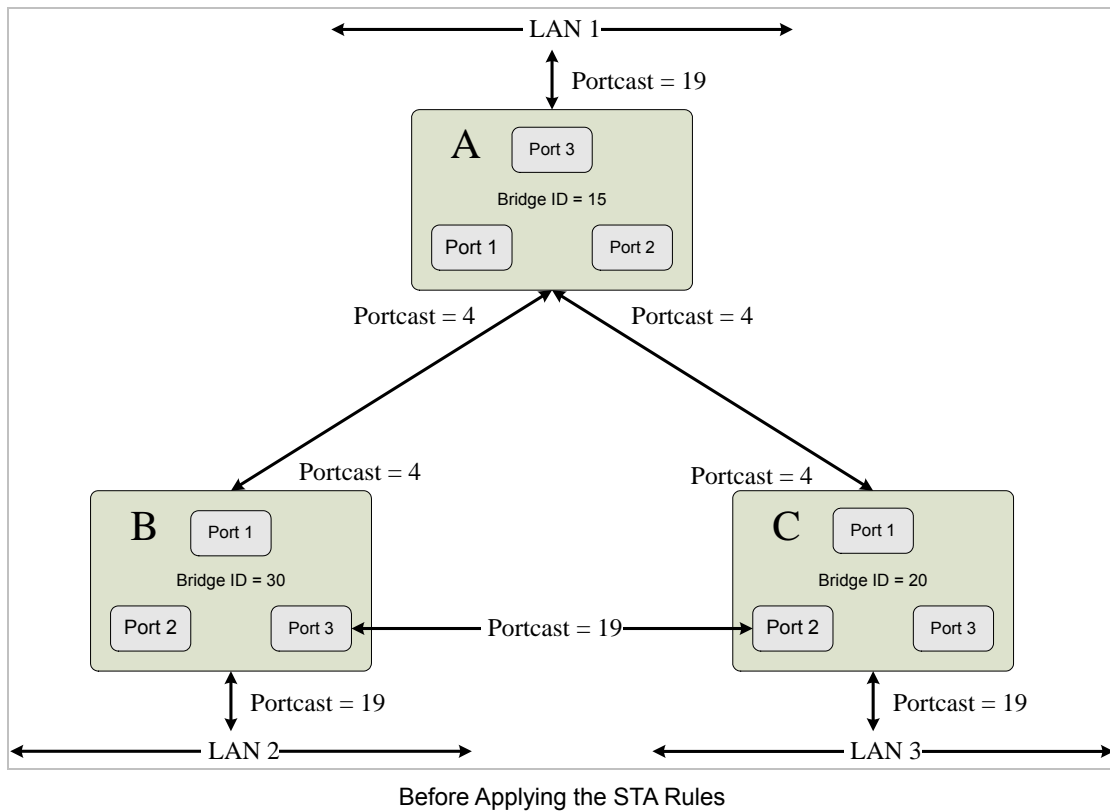 LAN 1
Portcast = 19
A
Port 3
Bridge ID = 15
Port 1
Port 2
Portcast = 4
Portcast = 4
Portcast = 4
Portcast = 4
B
Port 1
Bridge ID = 30
Port 2
Port 3
Portcast = 19
C
Port 1
Bridge ID = 20
Port 2
Port 3
Portcast = 19
LAN 2
Portcast = 19
LAN 3
Before Applying the STA Rules